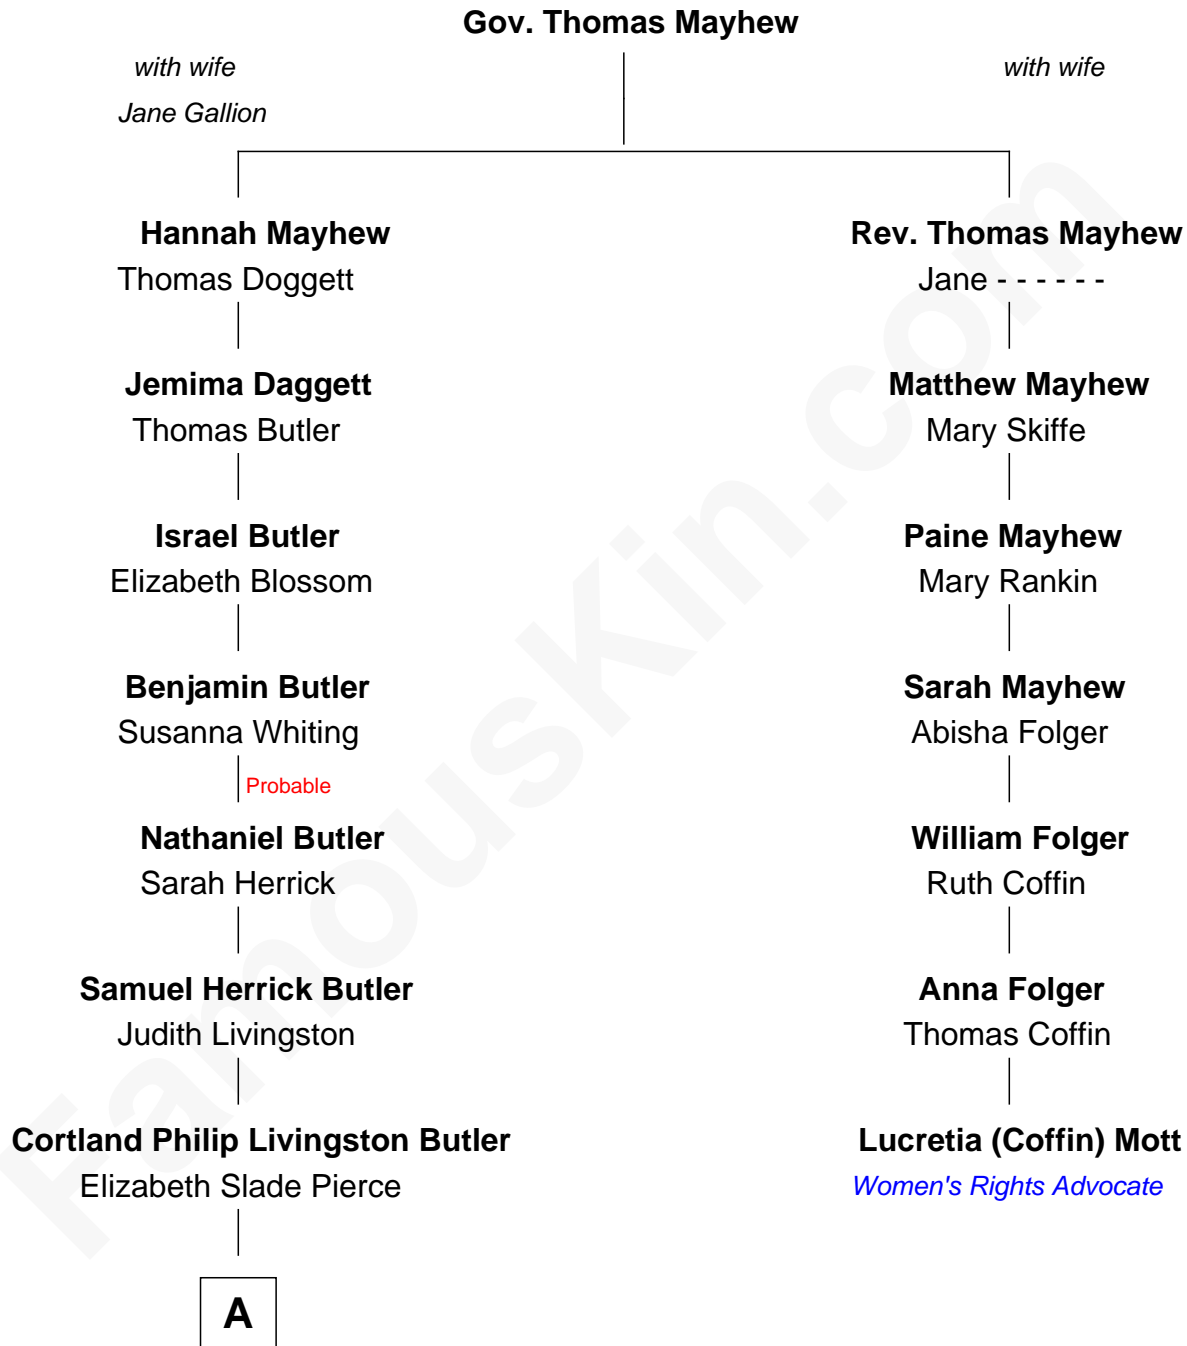 Gov. Thomas Mayhew
with wife
with wife
Jane Gallion
Hannah Mayhew
Rev. Thomas Mayhew
Thomas Doggett
Jane - - - - - -
Jemima Daggett
Matthew Mayhew
Thomas Butler
Mary Skiffe
Israel Butler
Paine Mayhew
Elizabeth Blossom
Mary Rankin
Benjamin Butler
Sarah Mayhew
Susanna Whiting
Abisha Folger
Probable
Nathaniel Butler
William Folger
Sarah Herrick
Ruth Coffin
Samuel Herrick Butler
Anna Folger
Judith Livingston
Thomas Coffin
Cortland Philip Livingston Butler
Lucretia (Coffin) Mott
Elizabeth Slade Pierce
Women's Rights Advocate
A
FamousKin.com